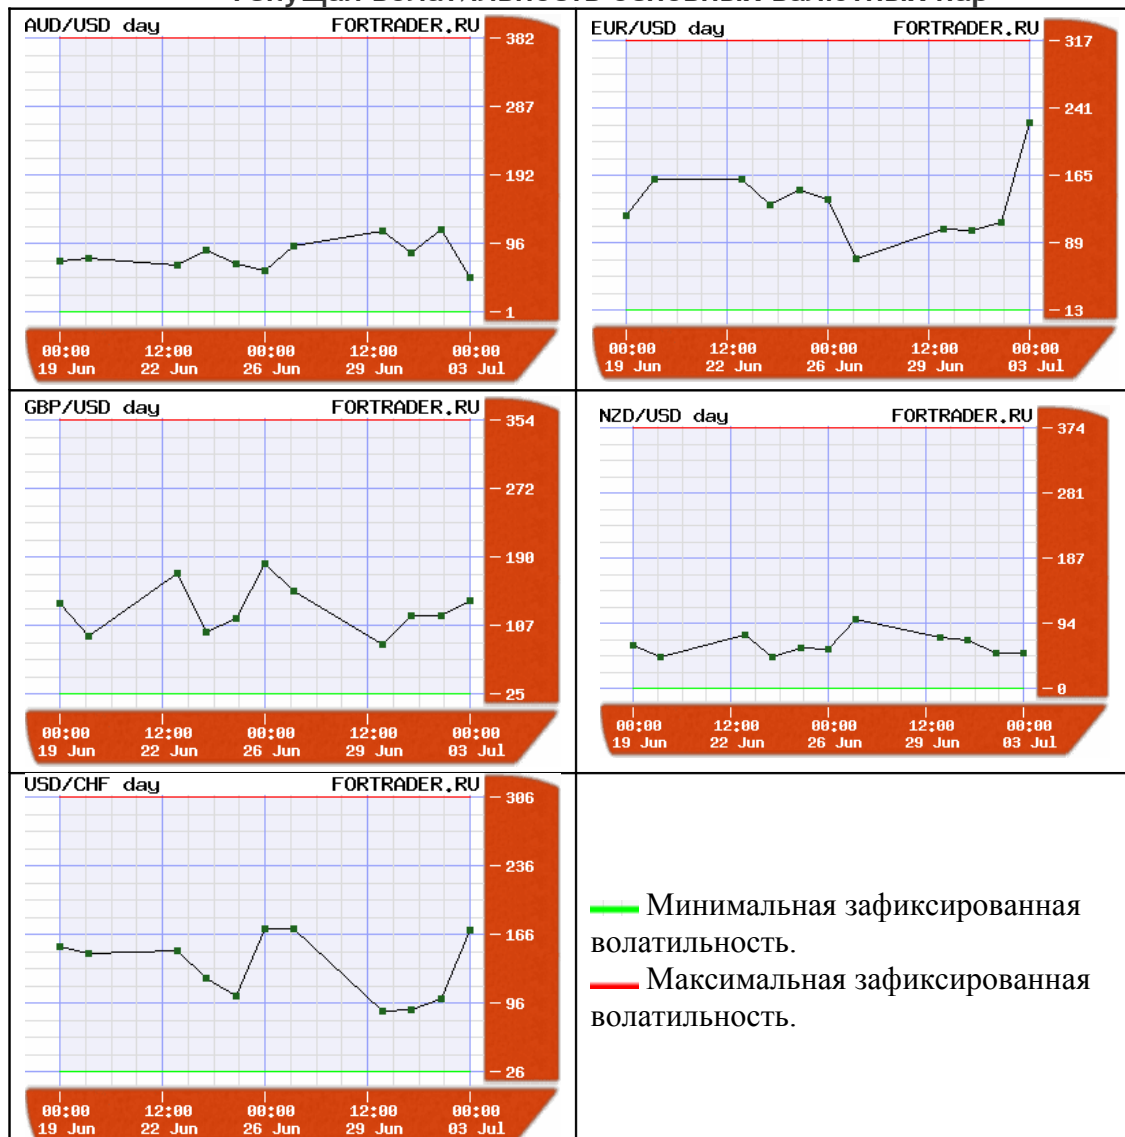 Текущая волатильность основных валютных пар
AUD/USD day FORTRADER.RU
382
287
192
96
1
00:00 12:00 00:00 12:00 00:00
19 Jun 22 Jun 26 Jun 29 Jun 03 Jul
EUR/USD day FORTRADER.RU
317
241
165
89
13
00:00 12:00 00:00 12:00 00:00
19 Jun 22 Jun 26 Jun 29 Jun 03 Jul
GBP/USD day FORTRADER.RU
354
272
190
107
25
00:00 12:00 00:00 12:00 00:00
19 Jun 22 Jun 26 Jun 29 Jun 03 Jul
NZD/USD day FORTRADER.RU
374
281
187
94
0
00:00 12:00 00:00 12:00 00:00
19 Jun 22 Jun 26 Jun 29 Jun 03 Jul
USD/CHF day FORTRADER.RU
306
236
166
96
26
00:00 12:00 00:00 12:00 00:00
19 Jun 22 Jun 26 Jun 29 Jun 03 Jul
Минимальная зафиксированная
волатильность.
Максимальная зафиксированная
волатильность.